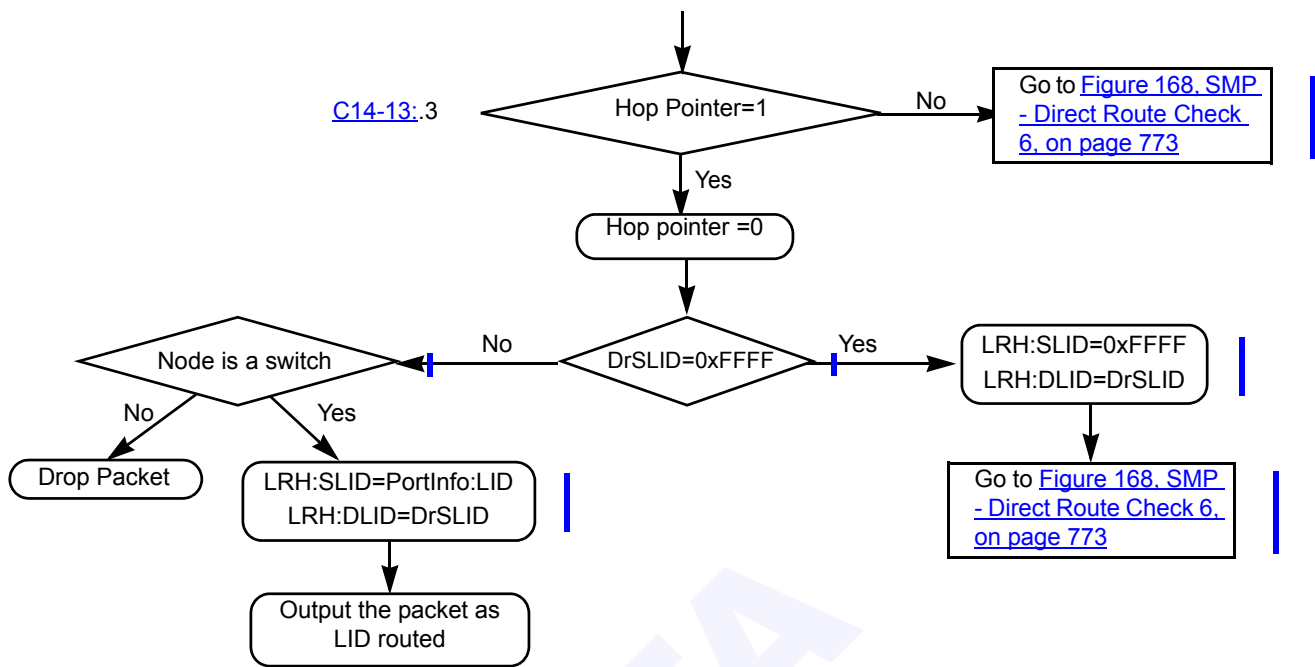 C14-13:.3
Hop Pointer=1
No
Go to Figure 168, SMP
- Direct Route Check
6, on page 773
Yes
Hop pointer =0
Node is a switch
No
DrSLID=0xFFFF
Yes
LRH:SLID=0xFFFF
LRH:DLID=DrSLID
No
Yes
Drop Packet
LRH:SLID=PortInfo:LID
LRH:DLID=DrSLID
Go to Figure 168, SMP
- Direct Route Check 6,
on page 773
Output the packet as
LID routed